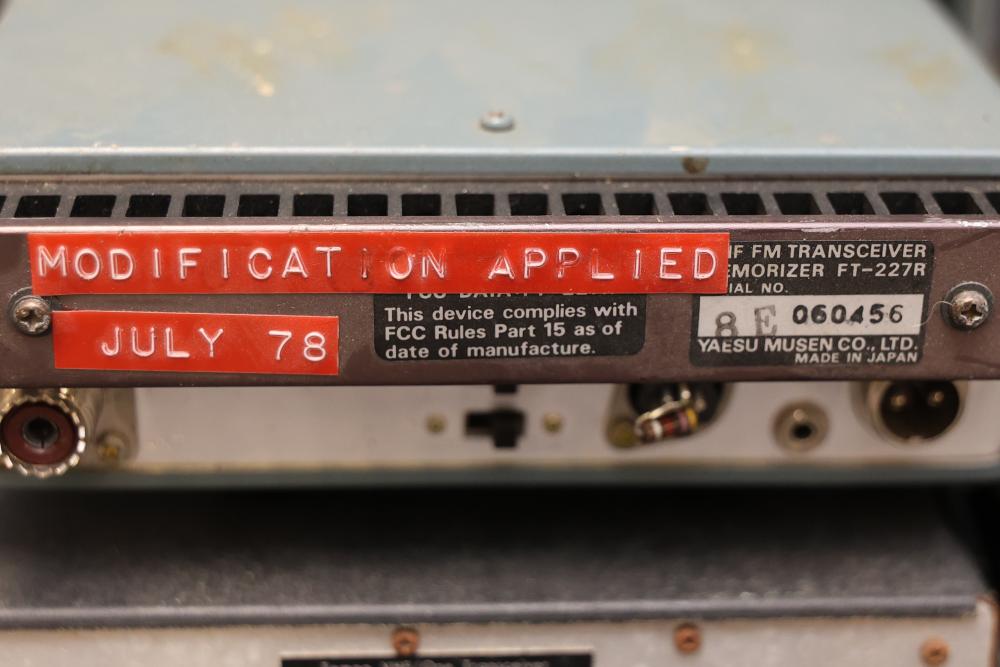 MODIFICATION APPLIED
JULY 78
This device complies with
FCC Rules Part 15 as of
date of manufacture.
FM TRANSCEIVER
EMORIZER FT-227R
IAL NO.
8E 060456
YAESU MUSEN CO., LTD.
MADE IN JAPAN